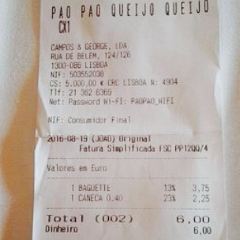 PAO PAO QUEIJO QUEIJO
CX1
CAMPOS & GEORGE, LDA
RUA DE BELEM, 124/126
1300-086 LISBOA
NIF: 503552038
CS: 5.000,00 € CRC LISBOA N: 4904
Tlf: 21 362 6369
Net: Password Wi-Fi: PAOPAO_WIFI
NIF: Consumidor Final
2016-08-19 (JOAO) Original
Fatura Simplificada FSC PP1200/4
Valores em Euro
1 BAGUETTE 13% 3,75
1 CANECA 0.40 23% 2,25
Total (002) 6,00
Dinheiro 6,00